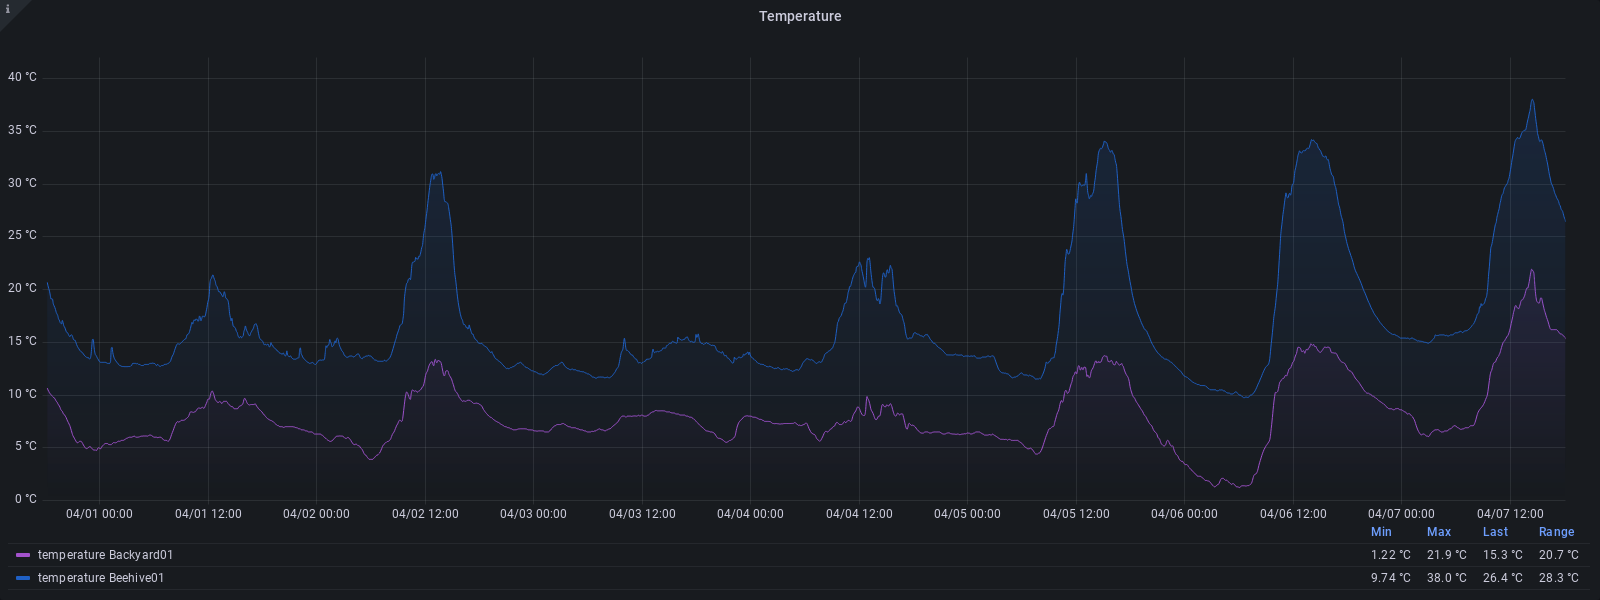 i
Temperature
40 °C
35 °C
30 °C
25 °C
20 °C
15 °C
10 °C
5 °C
0 °C
04/01 00:00 04/01 12:00 04/02 00:00 04/02 12:00 04/03 00:00 04/03 12:00 04/04 00:00 04/04 12:00 04/05 00:00 04/05 12:00 04/06 00:00 04/06 12:00 04/07 00:00 04/07 12:00
Min Max Last Range
temperature Backyard01 1.22 °C 21.9 °C 15.3 °C 20.7 °C
temperature Beehive01 9.74 °C 38.0 °C 26.4 °C 28.3 °C